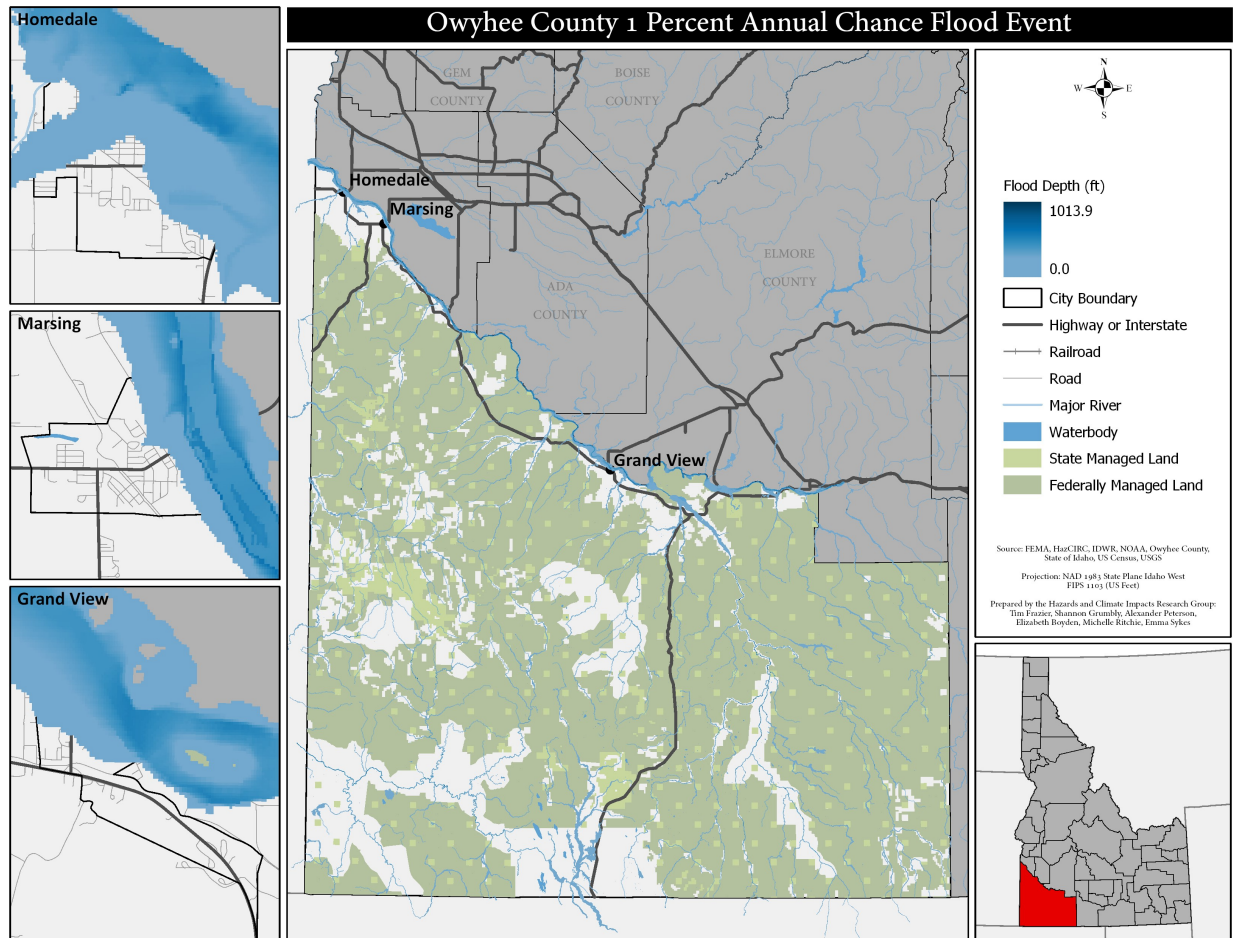 Owyhee County 1 Percent Annual Chance Flood Event
Homedale
Marsing
Grand View
GEM
COUNTY
BOISE
COUNTY
Homedale
Marsing
ELMORE
COUNTY
ADA
COUNTY
Grand View
N
W
E
S
Flood Depth (ft)
1013.9
0.0
City Boundary
Highway or Interstate
Railroad
Road
Major River
Waterbody
State Managed Land
Federally Managed Land
Source: FEMA, HazCIRC, IDWR, NOAA, Owyhee County,
State of Idaho, US Census, USGS
Projection: NAD 1983 State Plane Idaho West
FIPS 1103 (US Feet)
Prepared by the Hazards and Climate Impacts Research Group:
Tim Frazier, Shannon Grumbly, Alexander Peterson,
Elizabeth Boyden, Michelle Ritchie, Emma Sykes